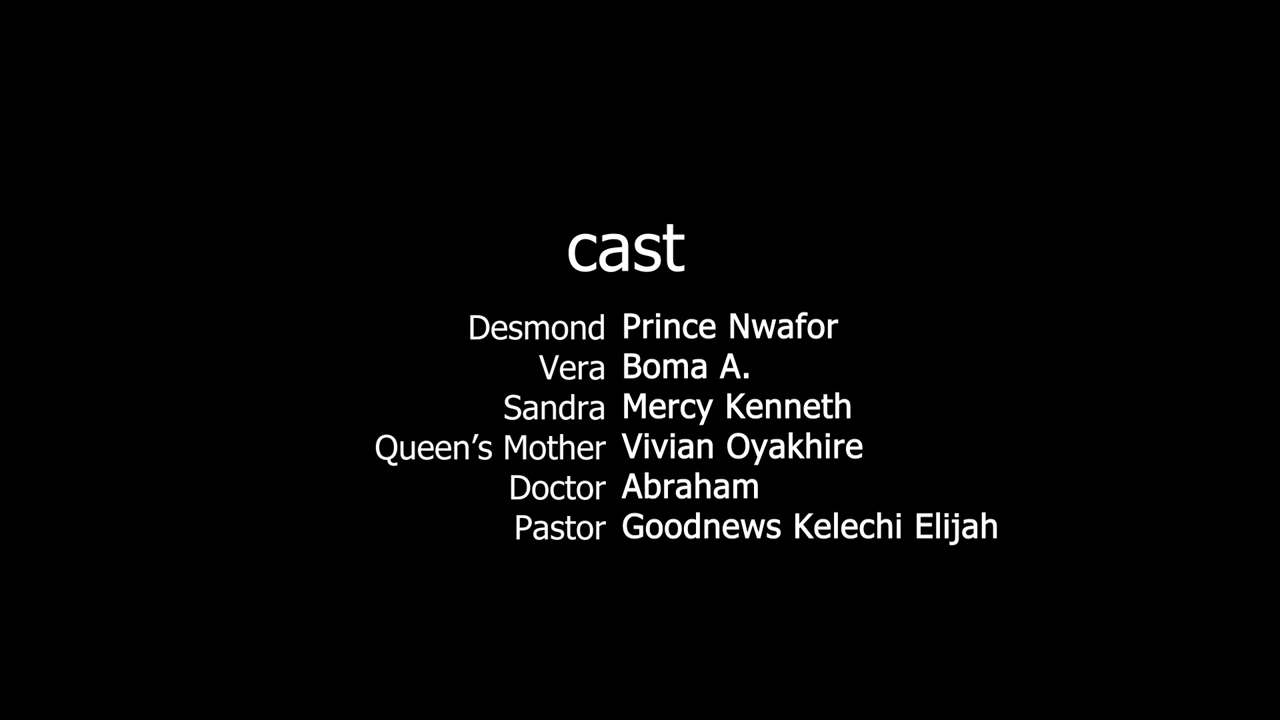 cast
Desmond Prince Nwafor
Vera Boma A.
Sandra Mercy Kenneth
Queen’s Mother Vivian Oyakhire
Doctor Abraham
Pastor Goodnews Kelechi Elijah